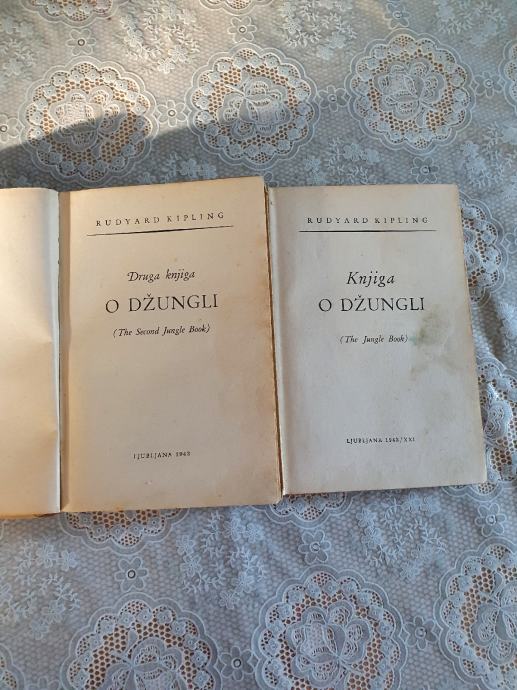 RUDYARD KIPLING
Druga knjiga
O DŽUNGLI
(The Second Jungle Book)
LJUBLJANA 1943
RUDYARD KIPLING
Knjiga
O DŽUNGLI
(The Jungle Book)
LJUBLJANA 1943/XXI